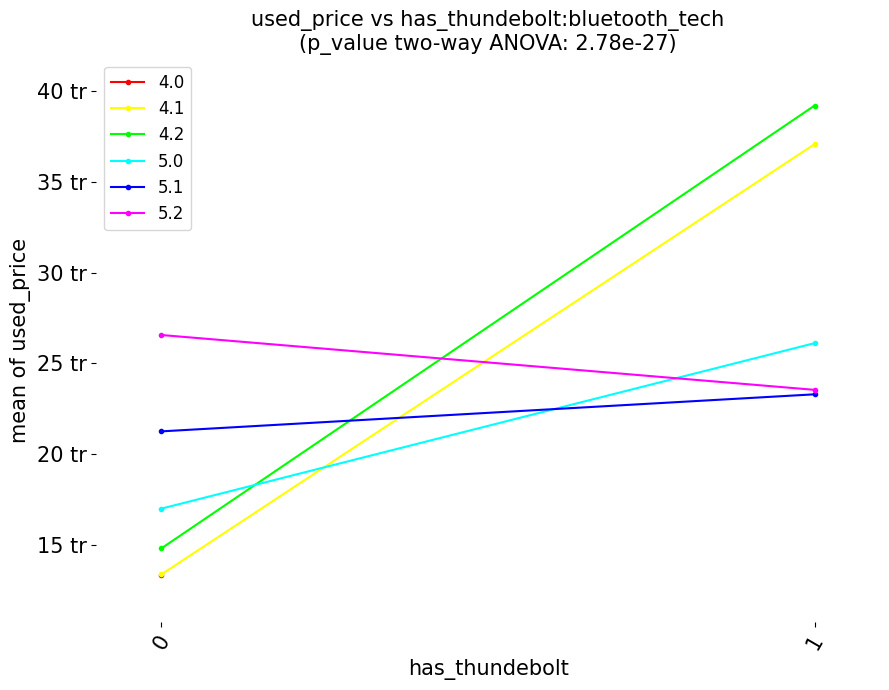 used_price vs has_thundebolt:bluetooth_tech
(p_value two-way ANOVA: 2.78e-27)
4.0
4.1
4.2
5.0
5.1
5.2
40 tr
35 tr
30 tr
25 tr
20 tr
15 tr
mean of used_price
0
1
has_thundebolt